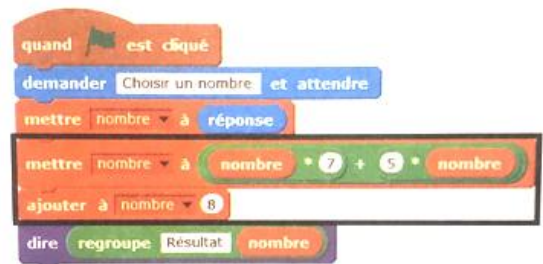 quand est cliqué
demander Choisir un nombre et attendre
mettre nombre à réponse
mettre nombre à nombre * 7 + 5 * nombre
ajouter à nombre 8
dire regroupe Résultat nombre